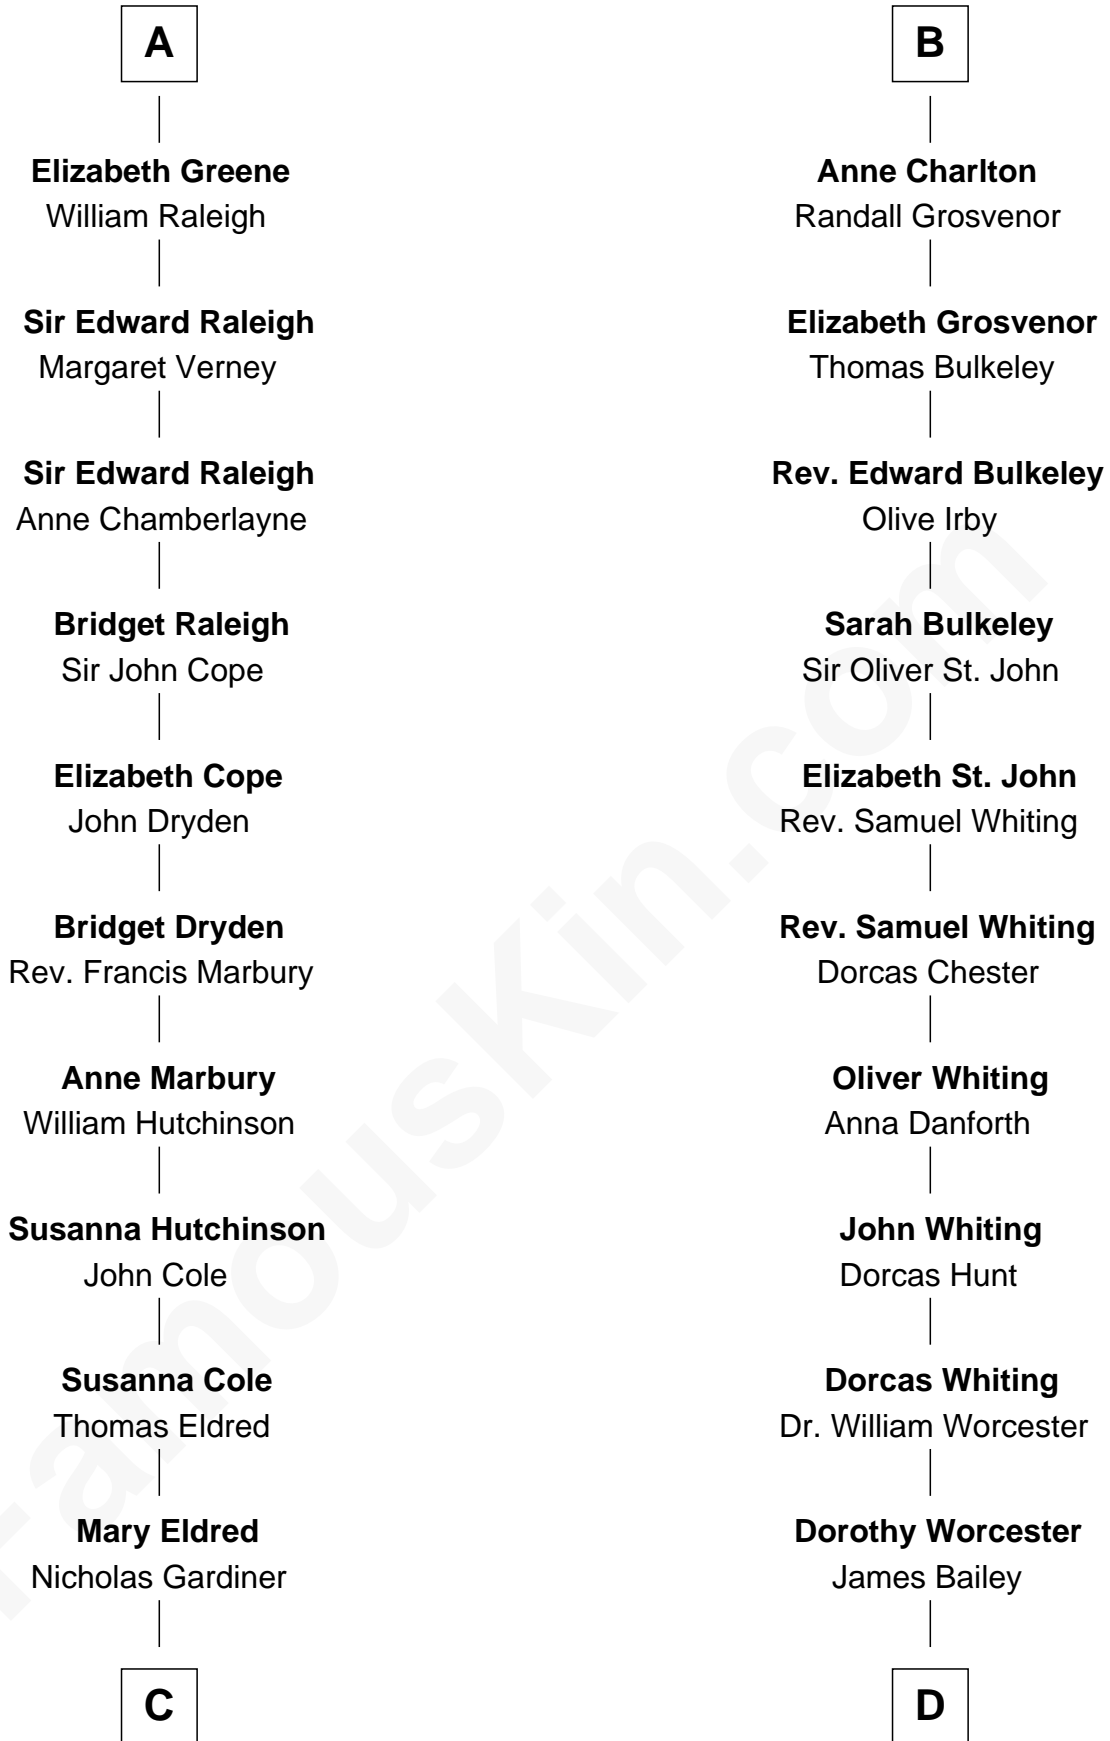 A
Elizabeth Greene
William Raleigh
Sir Edward Raleigh
Margaret Verney
Sir Edward Raleigh
Anne Chamberlayne
Bridget Raleigh
Sir John Cope
Elizabeth Cope
John Dryden
Bridget Dryden
Rev. Francis Marbury
Anne Marbury
William Hutchinson
Susanna Hutchinson
John Cole
Susanna Cole
Thomas Eldred
Mary Eldred
Nicholas Gardiner
C
B
Anne Charlton
Randall Grosvenor
Elizabeth Grosvenor
Thomas Bulkeley
Rev. Edward Bulkeley
Olive Irby
Sarah Bulkeley
Sir Oliver St. John
Elizabeth St. John
Rev. Samuel Whiting
Rev. Samuel Whiting
Dorcas Chester
Oliver Whiting
Anna Danforth
John Whiting
Dorcas Hunt
Dorcas Whiting
Dr. William Worcester
Dorothy Worcester
James Bailey
D
FamousKin.com